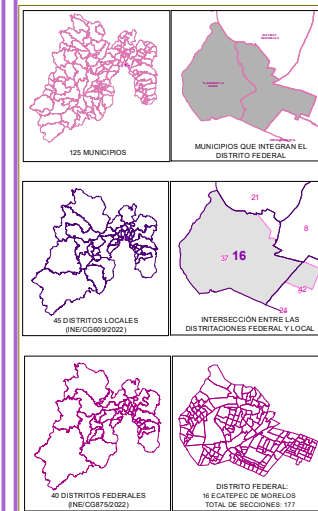 125 MUNICIPIOS
MUNICIPIOS QUE INTEGRAN EL
DISTRITO FEDERAL
21
8
37 16
42
24
45 DISTRITOS LOCALES
(INE/CG609/2022)
INTERSECCIÓN ENTRE LAS
DISTRITACIONES FEDERAL Y LOCAL
40 DISTRITOS FEDERALES
(INE/CG875/2022)
DISTRITO FEDERAL:
16 ECATEPEC DE MORELOS
TOTAL DE SECCIONES: 177